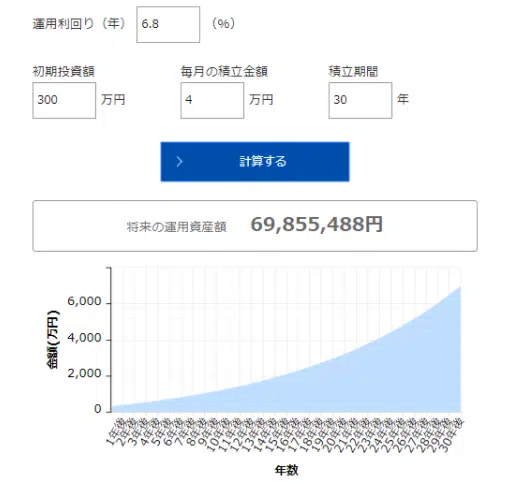 運用利回り（年） 6.8 （%）
初期投資額 毎月の積立金額 積立期間
300 万円 4 万円 30 年
計算する
将来の運用資産額 69,855,488円
金額(万円)
6,000
4,000
2,000
0
1年後 2年後 3年後 4年後 5年後 6年後 7年後 8年後 9年後 10年後 11年後 12年後 13年後 14年後 15年後 16年後 17年後 18年後 19年後 20年後 21年後 22年後 23年後 24年後 25年後 26年後 27年後 28年後 29年後 30年後
年数